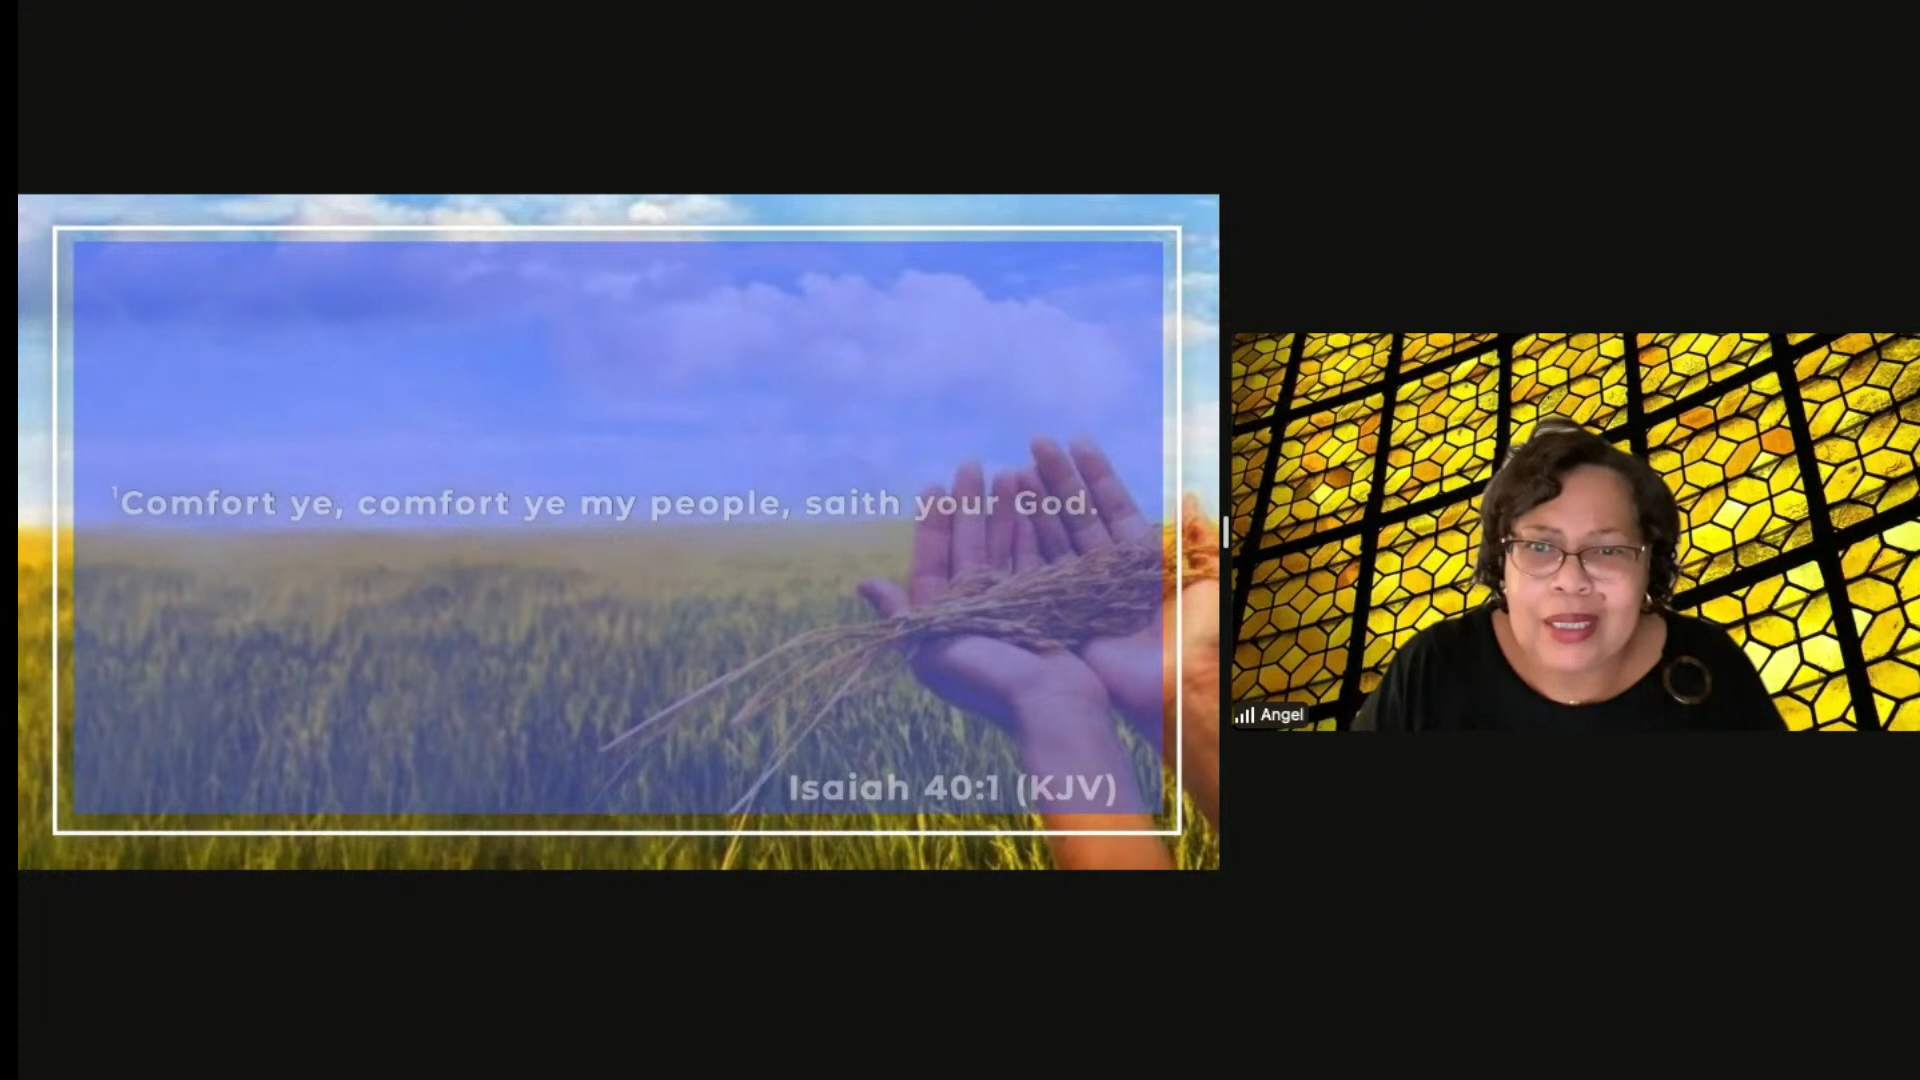 ¹Comfort ye, comfort ye my people, saith your God.
Isaiah 40:1 (KJV)
Angel